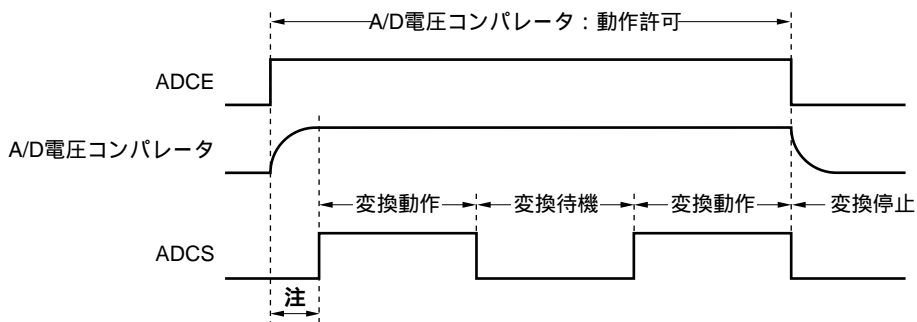 A/D電圧コンパレータ：動作許可
ADCE
A/D電圧コンパレータ
変換動作
変換待機
変換動作
変換停止
ADCS
注